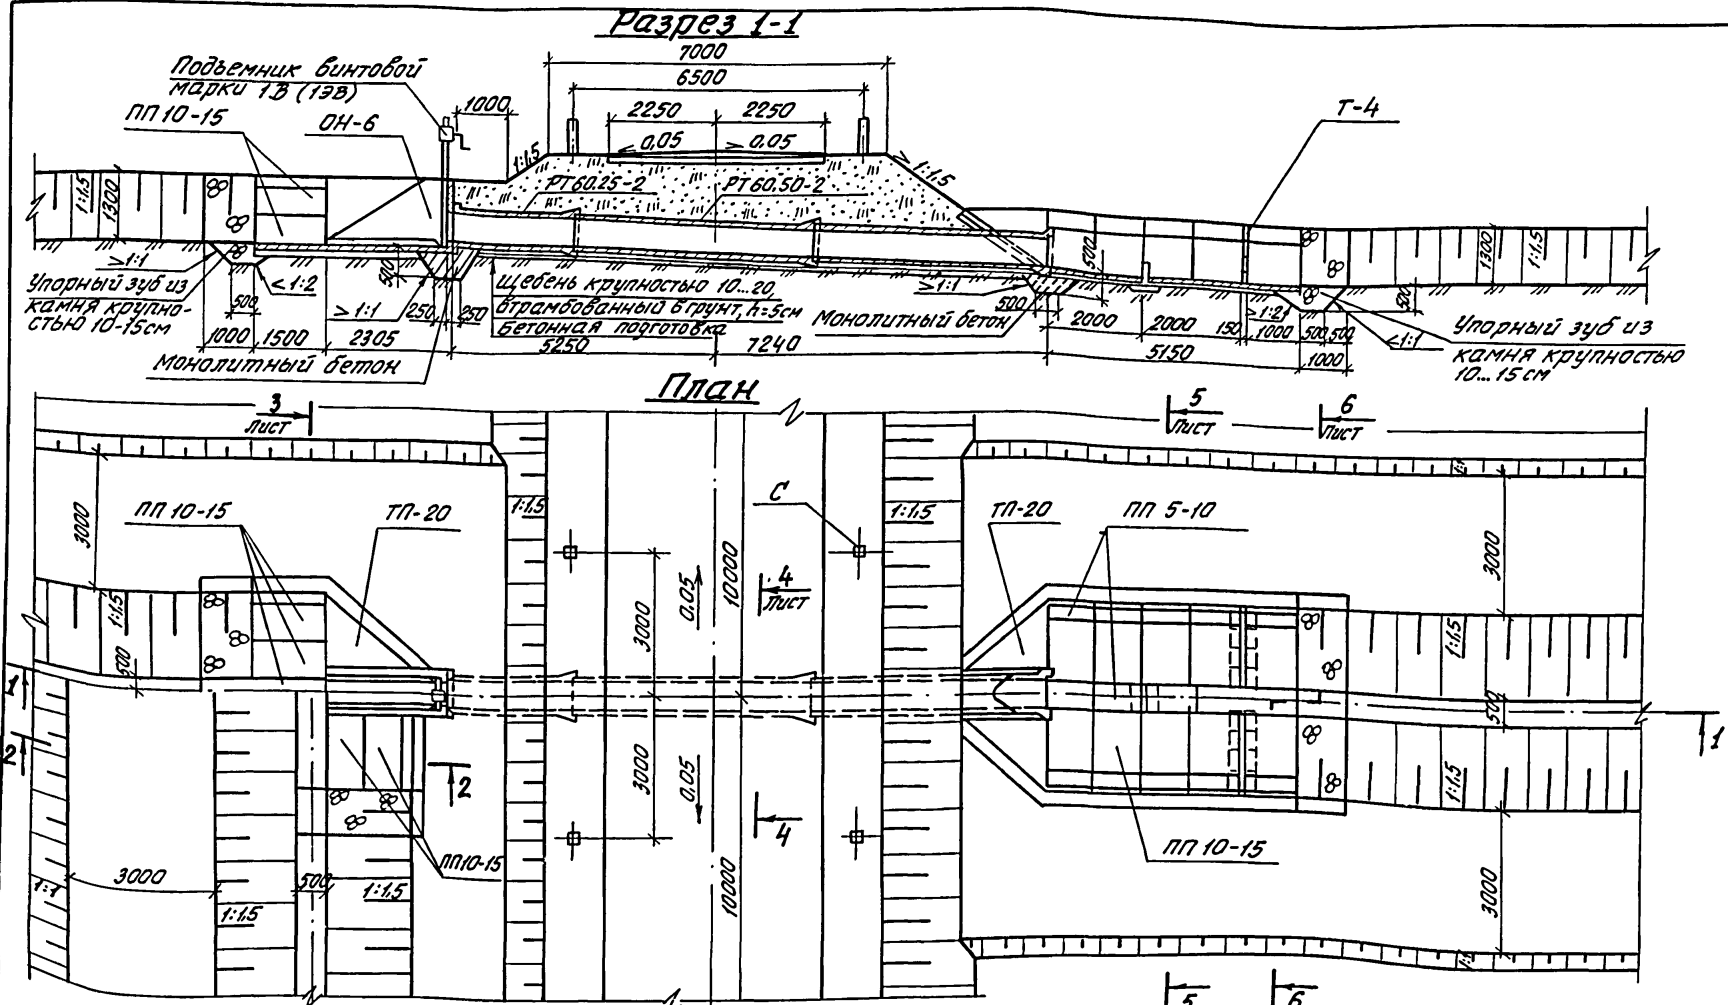 Разрез 1-1
7000
6500
2250 2250
1000
Подъемник винтовой
марки 1В (1ЭВ)
ПП 10-15
ОН-6
Т-4
0,05 0,05
1:1,5
1:1,5
РТ60.25-2
РТ60.50-2
1:1,5
1300
500
500
1300
1:1,5
>1:1
<1:2
Упорный зуб из
камня крупно-
стью 10-15см
500
>1:1
250
250
Щебень крупностью 10...20,
втрамбованный в грунт, h=5см
Бетонная подготовка
>1:1
500
Монолитный бетон
2000 2000 150
1000
500 500
500
<1:1
Упорный зуб из
камня крупностью
10...15 см
1000 1500 2305
5250 7240 5150
1000
Монолитный бетон
План
3
Лист
5
Лист
6
Лист
1:1
3000
ПП 10-15
ТП-20
1:1,5
С
1:1,5
ТП-20
ПП 5-10
3000
3000
0.05
10000
4
Лист
1:1,5
500
1:1,5
500
1
1
2
2
3000
0.05
4
1:1,5
ПП 10-15
ПП10-15
1:1
3000
500
1:1,5
1:1,5
10000
3000
1:1
5
6